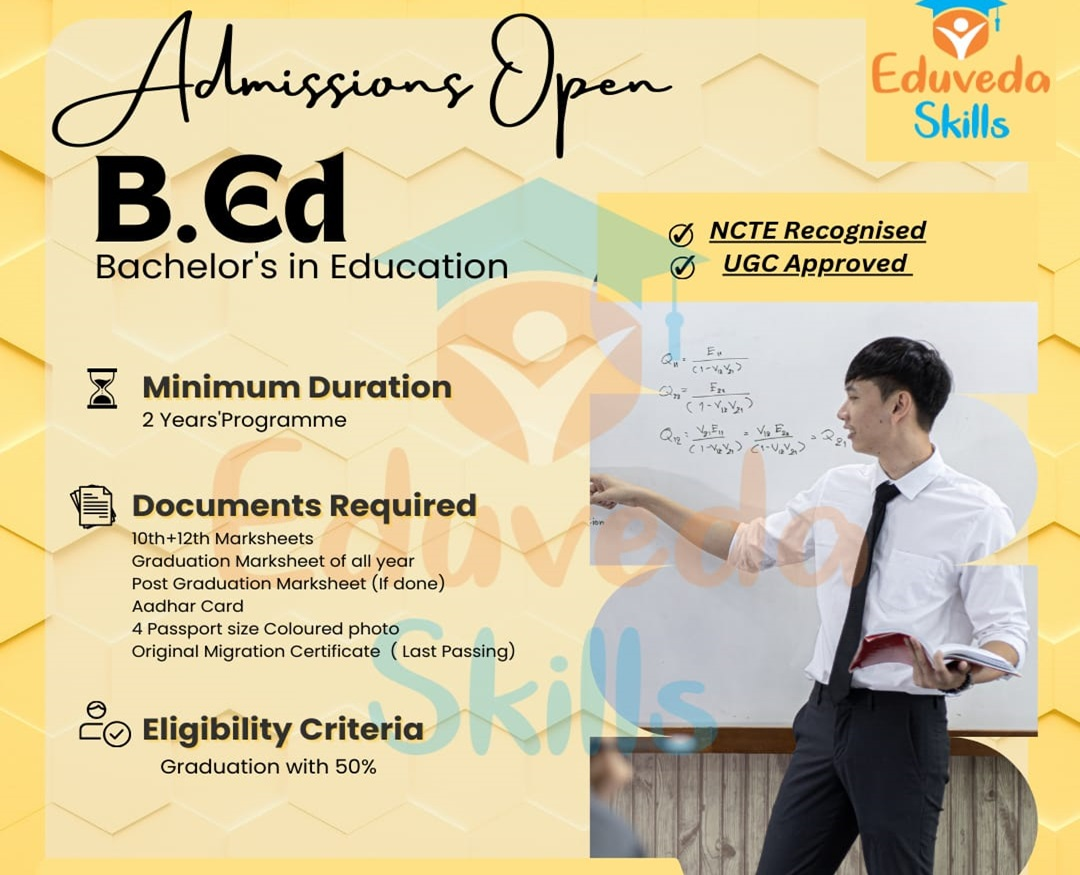 Admissions Open
Eduveda
Skills
B.Ed
Bachelor's in Education
NCTE Recognised
UGC Approved
Minimum Duration
2 Years'Programme
Documents Required
10th+12th Marksheets
Graduation Marksheet of all year
Post Graduation Marksheet (If done)
Aadhar Card
4 Passport size Coloured photo
Original Migration Certificate ( Last Passing)
Eligibility Criteria
Graduation with 50%
Eduveda
Skills